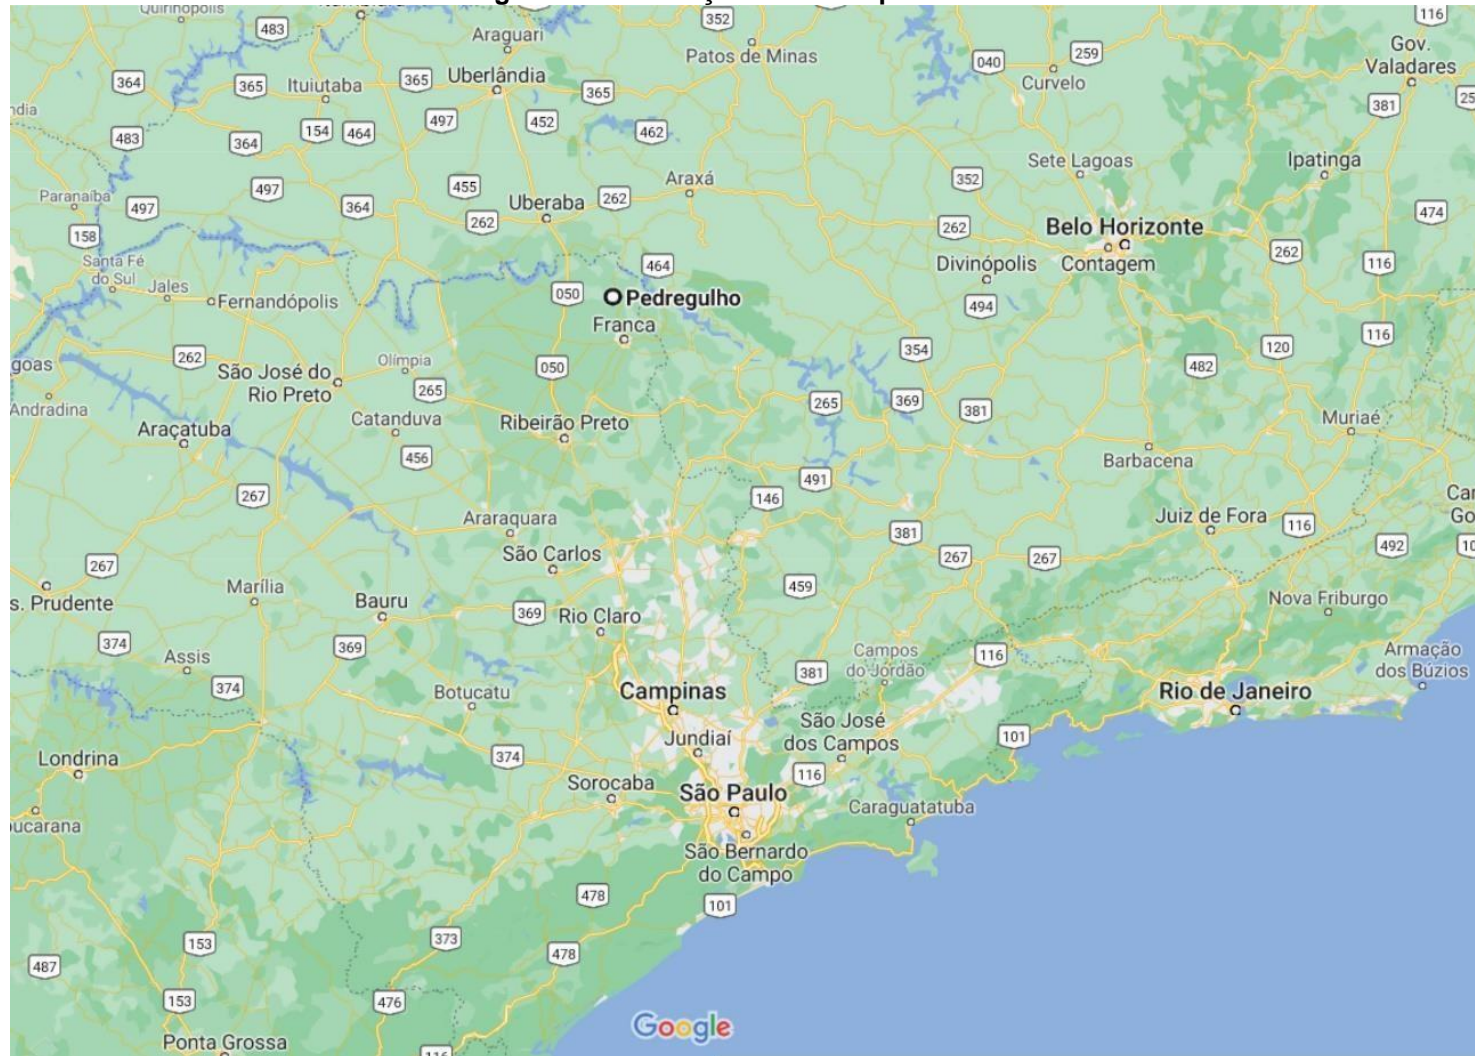 Quirinópolis
483
352
116
Araguari
Patos de Minas
Gov.
Valadares
040
259
Curvelo
364
365
Ituiutaba
365
Uberlândia
365
381
483
364
154
464
497
452
462
Sete Lagoas
Ipatinga
Paranaíba
497
497
364
455
Uberaba
262
Araxá
352
474
158
262
262
Belo Horizonte
Contagem
262
116
Santa Fé
do Sul
Jales
Fernandópolis
050
464
Pedregulho
Franca
Divinópolis
494
116
262
São José do
Rio Preto
Olímpia
265
050
354
120
482
Andradina
Araçatuba
Catanduva
456
Ribeirão Preto
265
369
381
Muriaé
Barbacena
267
491
146
Araraquara
São Carlos
381
Juiz de Fora
116
267
267
267
492
s. Prudente
Marília
Bauru
369
Rio Claro
459
Nova Friburgo
374
Assis
374
369
Botucatu
Campinas
381
Campos
do Jordão
116
Rio de Janeiro
Armação
dos Búzios
Londrina
374
Jundiaí
São José
dos Campos
101
Sorocaba
São Paulo
116
Caraguatatuba
São Bernardo
do Campo
478
101
153
373
478
487
153
476
Google
Ponta Grossa
116